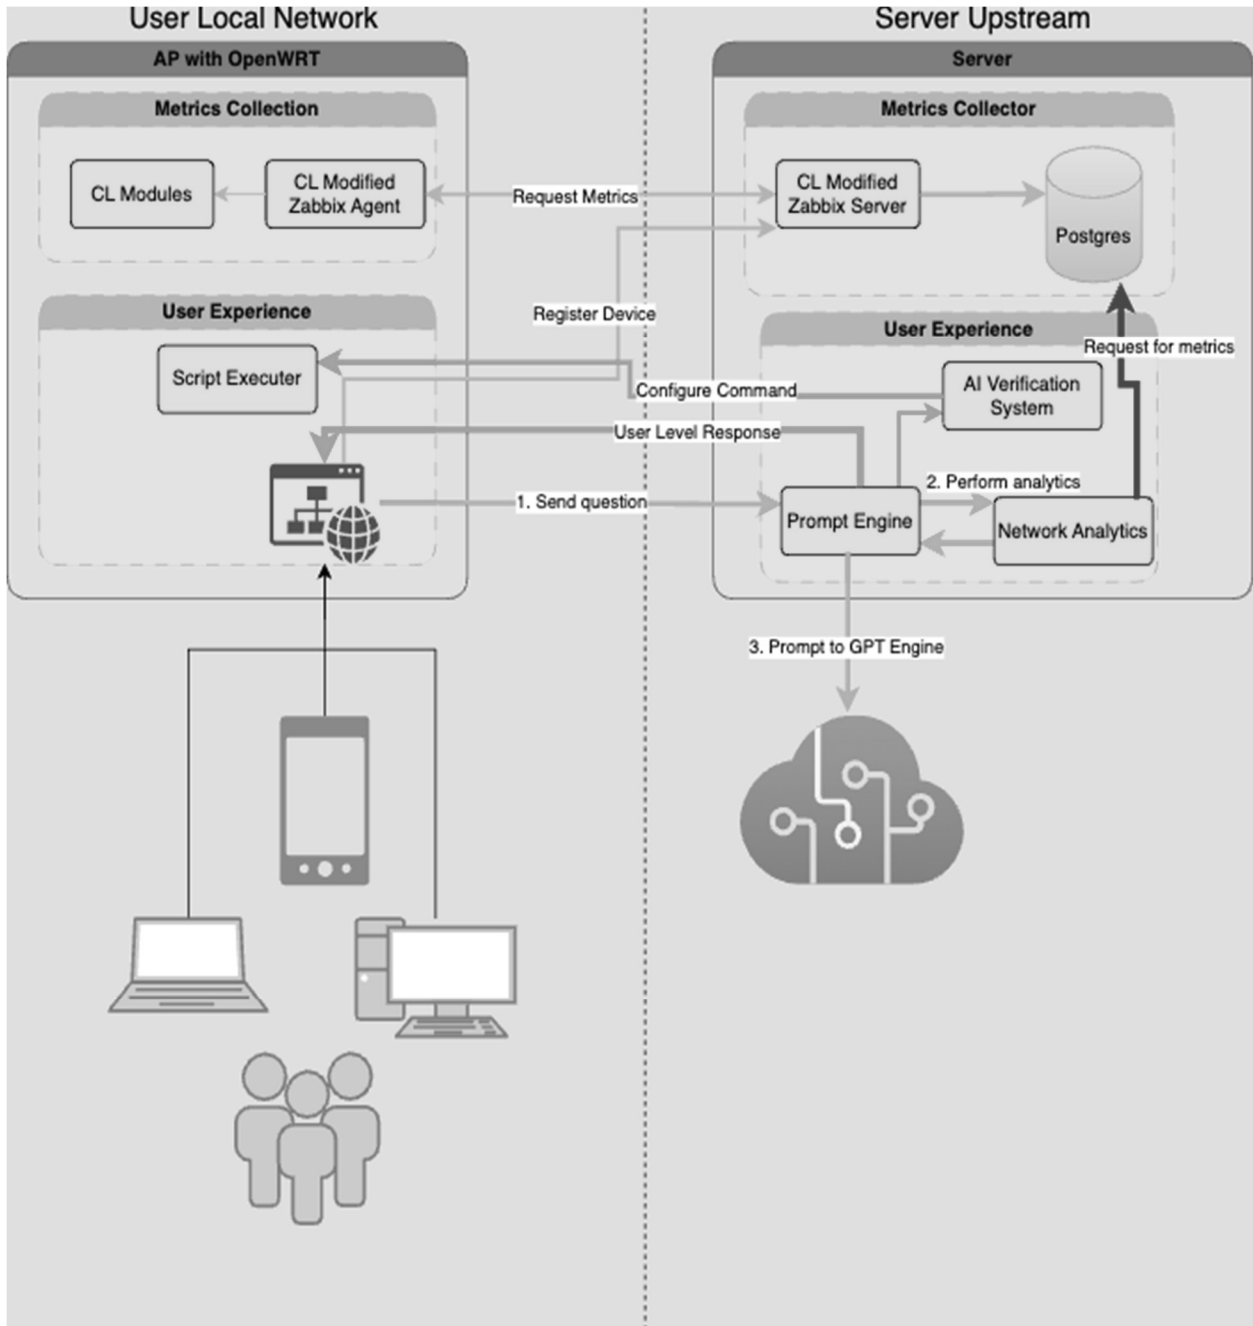 User Local Network
Server Upstream
AP with OpenWRT
Metrics Collection
CL Modules
CL Modified
Zabbix Agent
Request Metrics
Server
Metrics Collector
CL Modified
Zabbix Server
Postgres
User Experience
Script Executer
Register Device
Configure Command
User Level Response
1. Send question
User Experience
Request for metrics
AI Verification
System
2. Perform analytics
Prompt Engine
Network Analytics
3. Prompt to GPT Engine